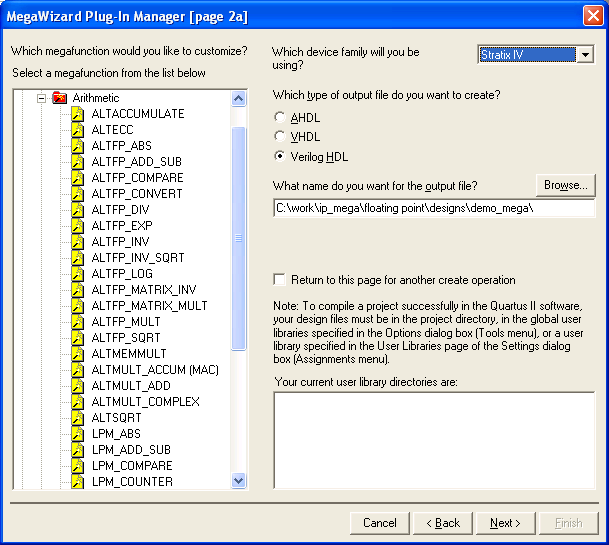 MegaWizard Plug-In Manager [page 2a]
Which megafunction would you like to customize?
Select a megafunction from the list below
Arithmetic
ALTACCUMULATE
ALTECC
ALTFP_ABS
ALTFP_ADD_SUB
ALTFP_COMPARE
ALTFP_CONVERT
ALTFP_DIV
ALTFP_EXP
ALTFP_INV
ALTFP_INV_SQRT
ALTFP_LOG
ALTFP_MATRIX_INV
ALTFP_MATRIX_MULT
ALTFP_MULT
ALTFP_SQRT
ALTMEMMULT
ALTMULT_ACCUM (MAC)
ALTMULT_ADD
ALTMULT_COMPLEX
ALTSQRT
LPM_ABS
LPM_ADD_SUB
LPM_COMPARE
LPM_COUNTER
Which device family will you be
using?
Stratix IV
Which type of output file do you want to create?
AHDL
VHDL
Verilog HDL
What name do you want for the output file?
Browse...
C:\work\ip_mega\floating point\designs\demo_mega\
Return to this page for another create operation
Note: To compile a project successfully in the Quartus II software,
your design files must be in the project directory, in the global user
libraries specified in the Options dialog box (Tools menu), or a user
library specified in the User Libraries page of the Settings dialog
box (Assignments menu).
Your current user library directories are:
Cancel
< Back
Next >
Finish